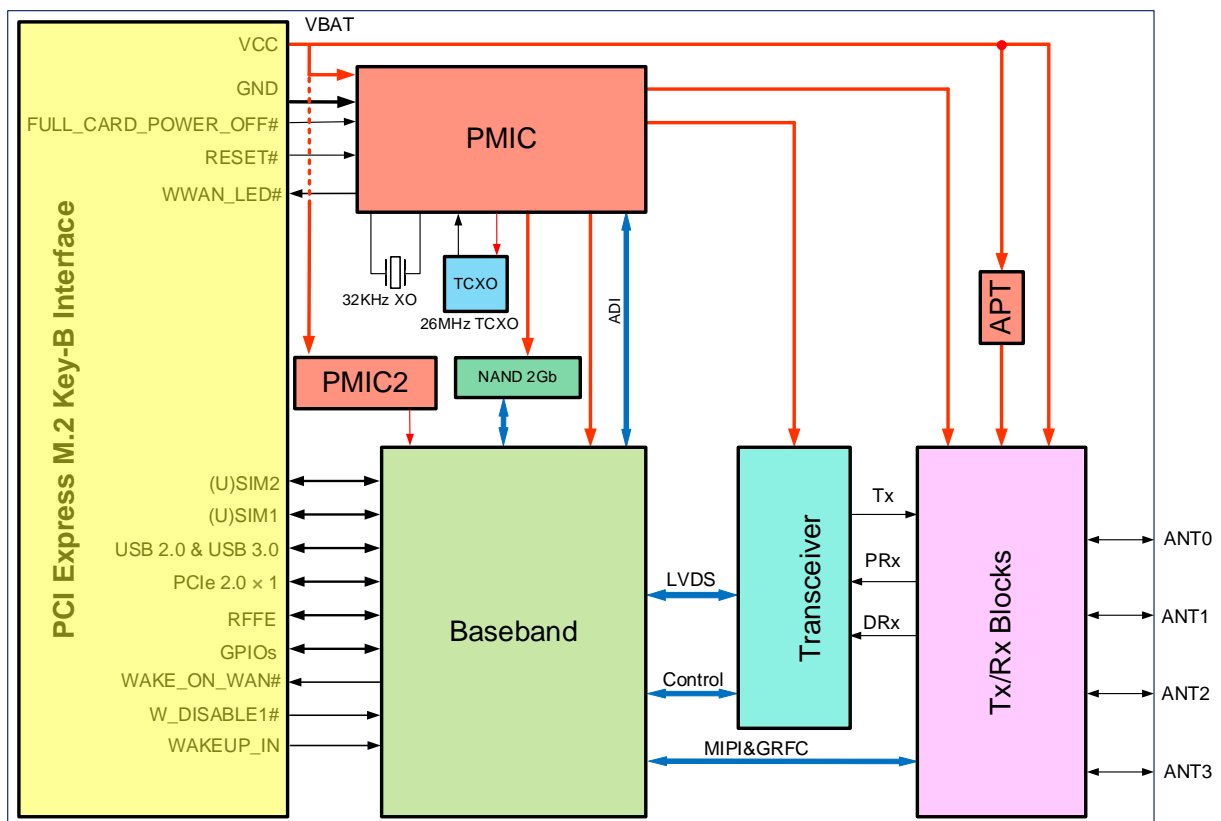 VBAT
VCC
GND
FULL_CARD_POWER_OFF#
RESET#
WWAN_LED#
PCI Express M.2 Key-B Interface
PMIC
32KHz XO
TCXO
26MHz TCXO
ADI
APT
PMIC2
NAND 2Gb
(U)SIM2
(U)SIM1
USB 2.0 & USB 3.0
PCIe 2.0 × 1
RFFE
GPIOs
WAKE_ON_WAN#
W_DISABLE1#
WAKEUP_IN
Baseband
LVDS
Control
MIPI&GRFC
Transceiver
Tx
PRx
DRx
Tx/Rx Blocks
ANT0
ANT1
ANT2
ANT3